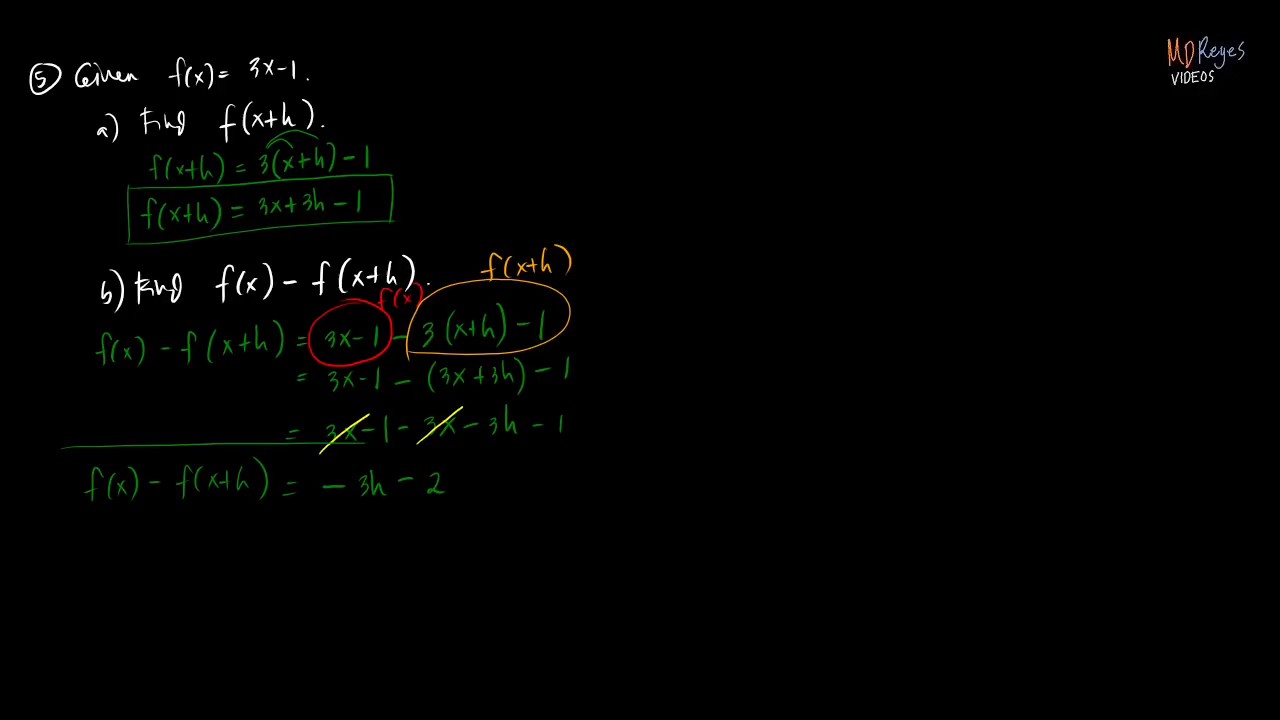 ⑤ Given f(x) = 3x-1.
a) Find f(x+h).
f(x+h) = 3(x+h) - 1
f(x+h) = 3x + 3h - 1
b) Find f(x) - f(x+h).
f(x)
f(x+h)
f(x) - f(x+h) = 3x-1 - 3(x+h) - 1
= 3x-1 - (3x+3h) - 1
= 3x - 1 - 3x - 3h - 1
f(x) - f(x+h) = - 3h - 2
MDReyes
VIDEOS